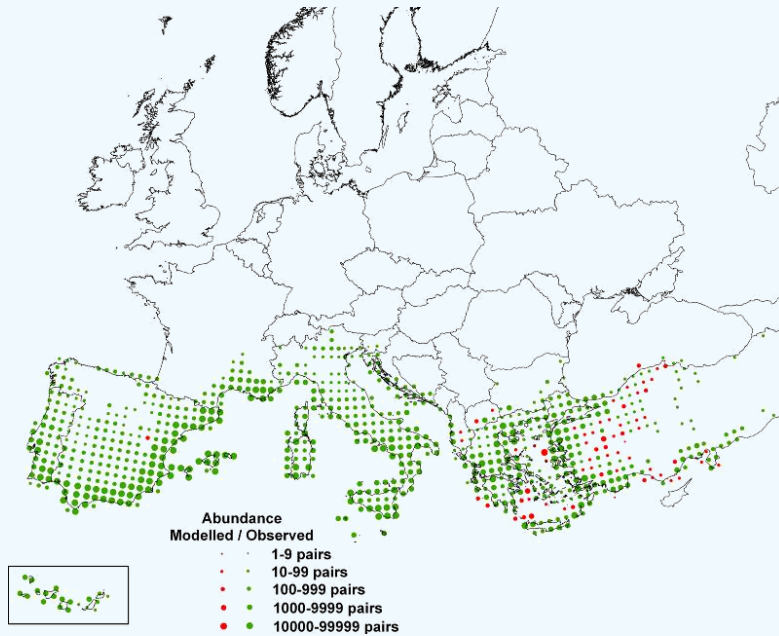 Abundance
Modelled / Observed
1-9 pairs
10-99 pairs
100-999 pairs
1000-9999 pairs
10000-99999 pairs